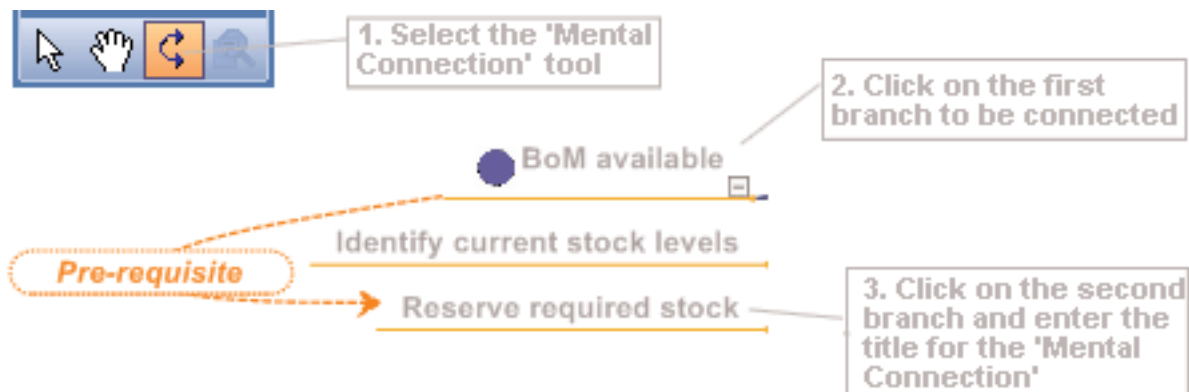 1. Select the 'Mental
Connection' tool
2. Click on the first
branch to be connected
BoM available
Identify current stock levels
Pre-requisite
Reserve required stock
3. Click on the second
branch and enter the
title for the 'Mental
Connection'